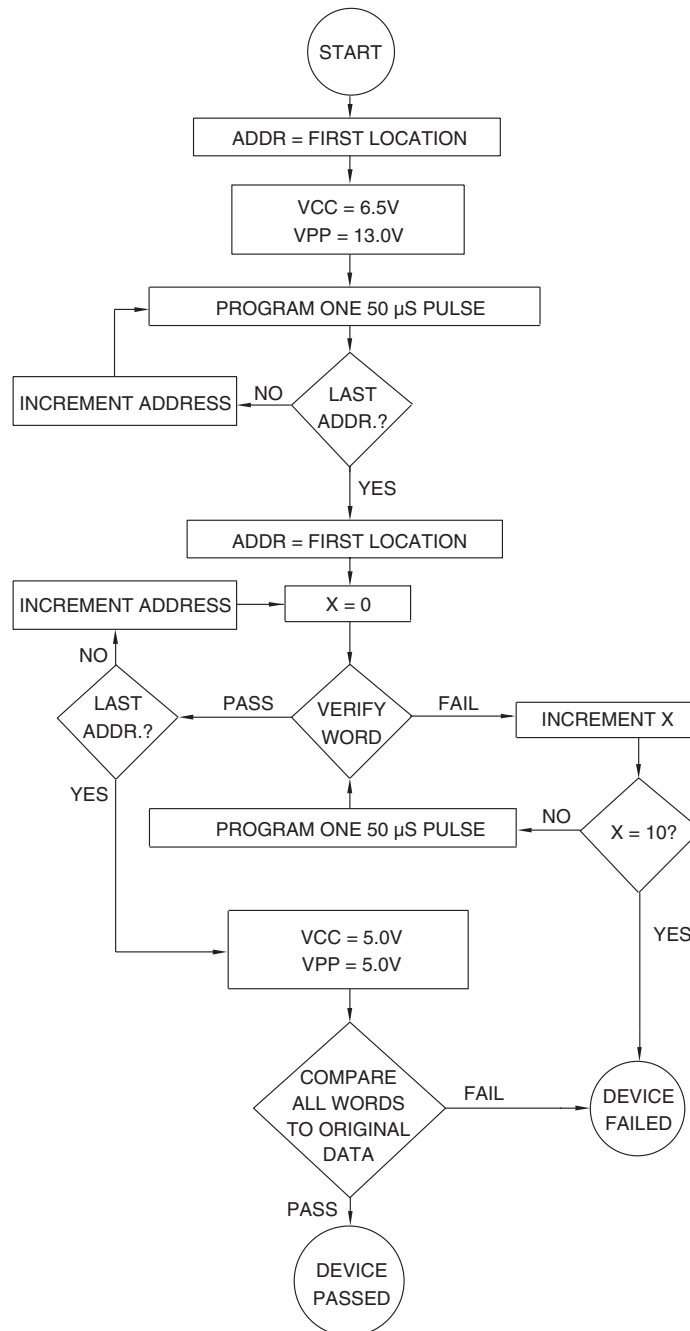 START
ADDR = FIRST LOCATION
VCC = 6.5V
VPP = 13.0V
PROGRAM ONE 50 µS PULSE
INCREMENT ADDRESS
NO
LAST
ADDR.?
YES
ADDR = FIRST LOCATION
INCREMENT ADDRESS
X = 0
NO
LAST
ADDR.?
PASS
VERIFY
WORD
FAIL
INCREMENT X
YES
PROGRAM ONE 50 µS PULSE
NO
X = 10?
VCC = 5.0V
VPP = 5.0V
YES
COMPARE
ALL WORDS
TO ORIGINAL
DATA
FAIL
DEVICE
FAILED
PASS
DEVICE
PASSED